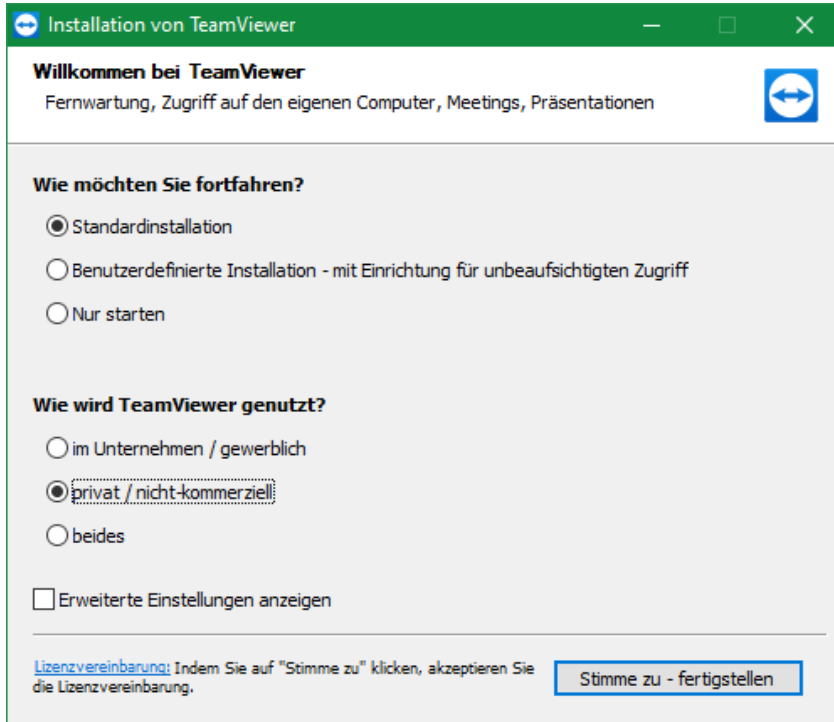 Installation von TeamViewer
Willkommen bei TeamViewer
Fernwartung, Zugriff auf den eigenen Computer, Meetings, Präsentationen
Wie möchten Sie fortfahren?
Standardinstallation
Benutzerdefinierte Installation - mit Einrichtung für unbeaufsichtigten Zugriff
Nur starten
Wie wird TeamViewer genutzt?
im Unternehmen / gewerblich
privat / nicht-kommerziell
beides
Erweiterte Einstellungen anzeigen
Lizenzvereinbarung: Indem Sie auf "Stimme zu" klicken, akzeptieren Sie
die Lizenzvereinbarung.
Stimme zu - fertigstellen